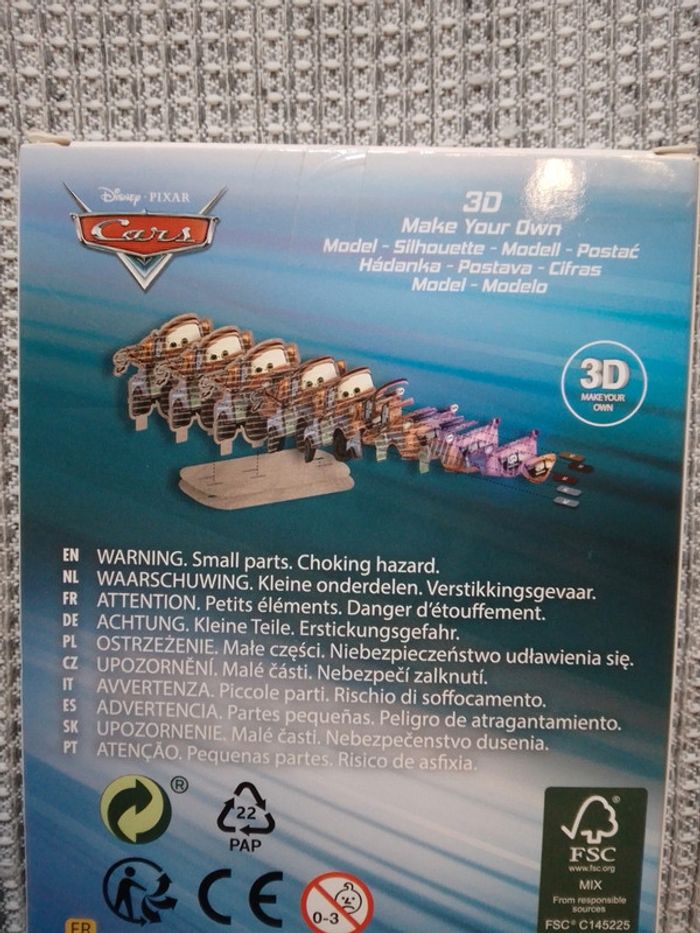 Disney · PIXAR
Cars
3D
Make Your Own
Model - Silhouette - Modell - Postać
Hádanka - Postava - Cifras
Model - Modelo
3D
MAKE YOUR
OWN
EN WARNING. Small parts. Choking hazard.
NL WAARSCHUWING. Kleine onderdelen. Verstikkingsgevaar.
FR ATTENTION. Petits éléments. Danger d'étouffement.
DE ACHTUNG. Kleine Teile. Erstickungsgefahr.
PL OSTRZEŻENIE. Małe części. Niebezpieczeństwo udławienia się.
CZ UPOZORNĚNÍ. Malé části. Nebezpečí zalknutí.
IT AVVERTENZA. Piccole parti. Rischio di soffocamento.
ES ADVERTENCIA. Partes pequeñas. Peligro de atragantamiento.
SK UPOZORNENIE. Malé časti. Nebezpečenstvo dusenia.
PT ATENÇÃO. Pequenas partes. Risico de asfixia.
®
22
PAP
FSC®
www.fsc.org
MIX
From responsible
sources
FSC® C145225
CE
0-3
FR